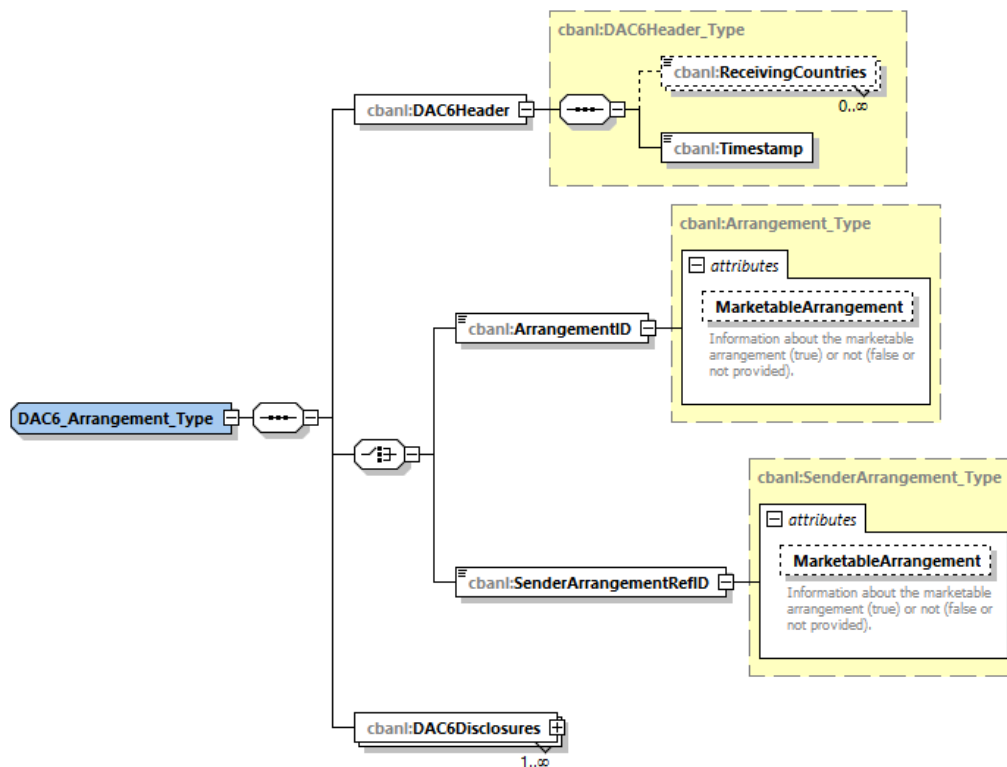 cbanl:DAC6Header_Type
cbanl:ReceivingCountries
0..∞
cbanl:DAC6Header
cbanl:Timestamp
cbanl:Arrangement_Type
attributes
MarketableArrangement
Information about the marketable
arrangement (true) or not (false or
not provided).
cbanl:ArrangementID
DAC6_Arrangement_Type
cbanl:SenderArrangement_Type
attributes
MarketableArrangement
Information about the marketable
arrangement (true) or not (false or
not provided).
cbanl:SenderArrangementRefID
cbanl:DAC6Disclosures
1..∞